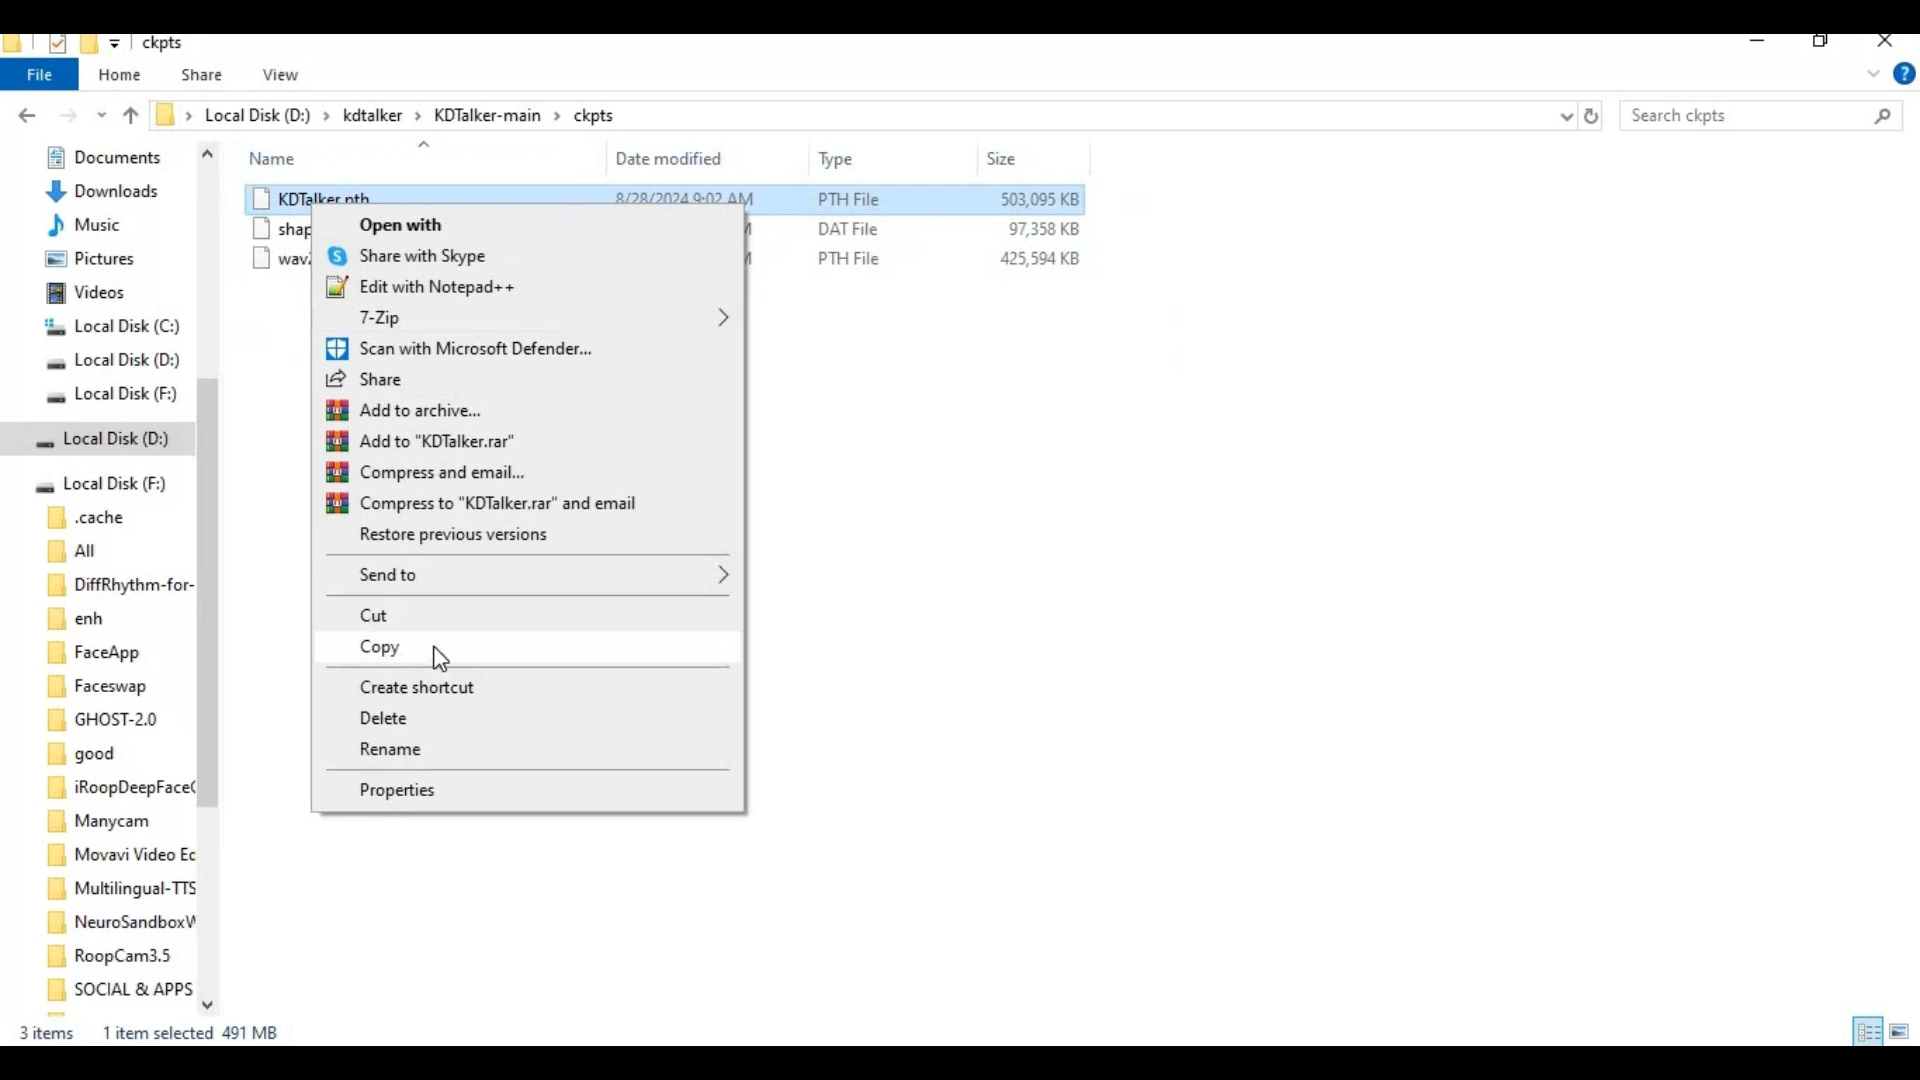 ckpts
File Home Share View
Local Disk (D:) › kdtalker › KDTalker-main › ckpts
Search ckpts
Documents
Downloads
Music
Pictures
Videos
Local Disk (C:)
Local Disk (D:)
Local Disk (F:)
Local Disk (D:)
Local Disk (F:)
.cache
All
DiffRhythm-for-
enh
FaceApp
Faceswap
GHOST-2.0
good
iRoopDeepFace
Manycam
Movavi Video Ec
Multilingual-TTS
NeuroSandboxW
RoopCam3.5
SOCIAL & APPS
Name Date modified Type Size
KDTalker.pth 8/28/2024 9:02 AM PTH File 503,095 KB
shap DAT File 97,358 KB
wav2 PTH File 425,594 KB
Open with
Share with Skype
Edit with Notepad++
7-Zip
Scan with Microsoft Defender...
Share
Add to archive...
Add to "KDTalker.rar"
Compress and email...
Compress to "KDTalker.rar" and email
Restore previous versions
Send to
Cut
Copy
Create shortcut
Delete
Rename
Properties
3 items 1 item selected 491 MB